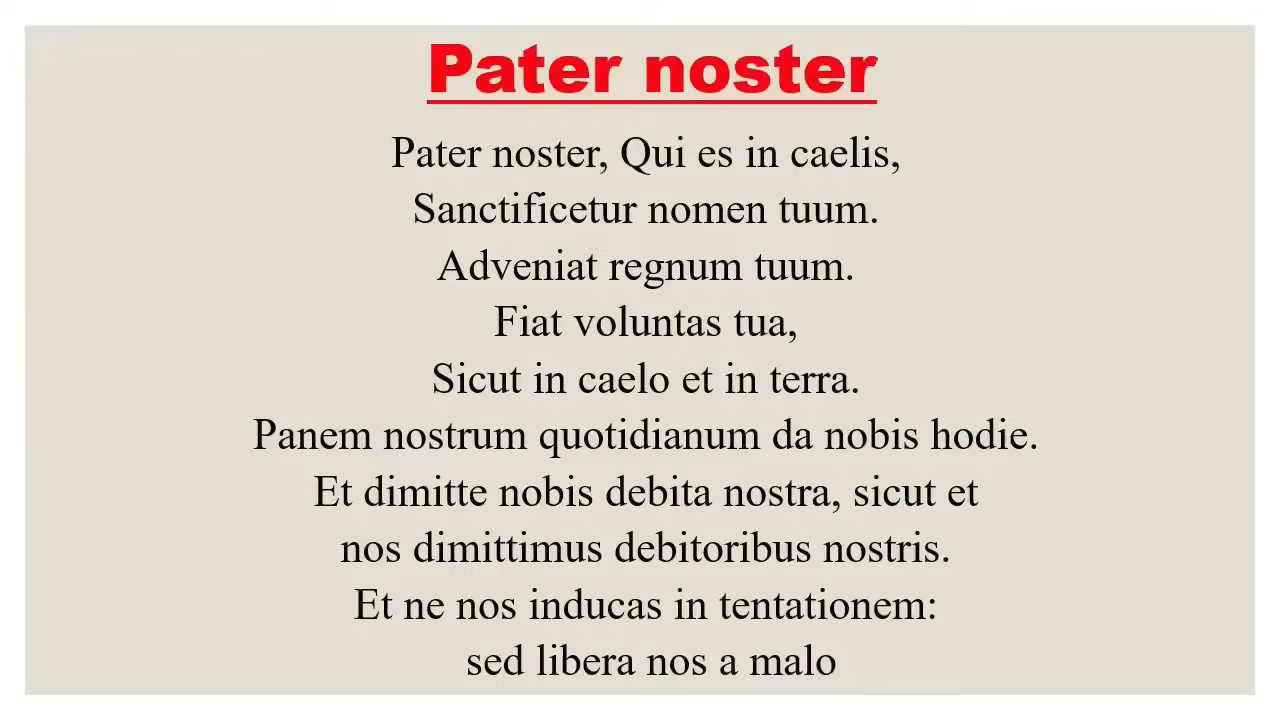 Pater noster
Pater noster, Qui es in caelis,
Sanctificetur nomen tuum.
Adveniat regnum tuum.
Fiat voluntas tua,
Sicut in caelo et in terra.
Panem nostrum quotidianum da nobis hodie.
Et dimitte nobis debita nostra, sicut et
nos dimittimus debitoribus nostris.
Et ne nos inducas in tentationem:
sed libera nos a malo